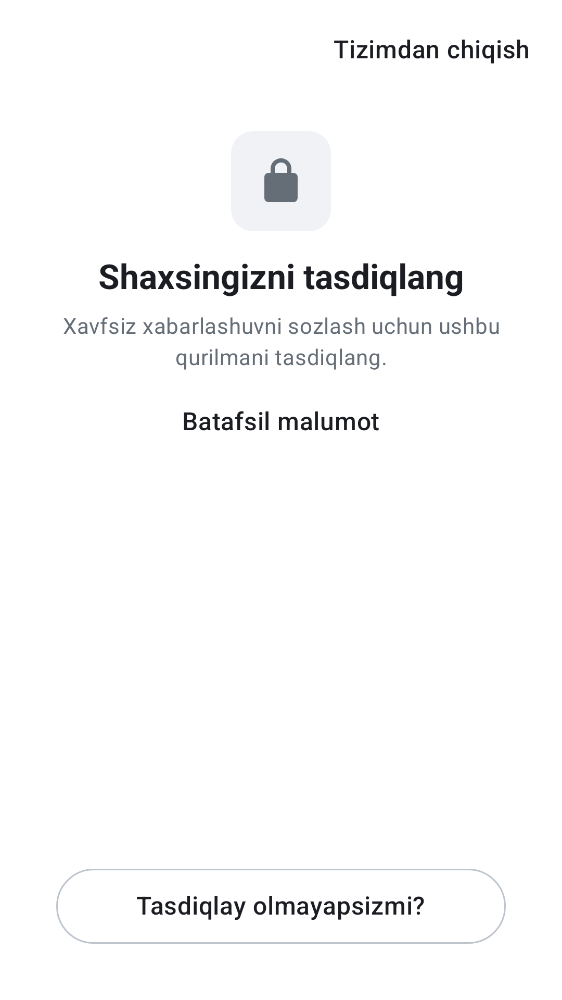 Tizimdan chiqish
Shaxsingizni tasdiqlang
Xavfsiz xabarlashuvni sozlash uchun ushbu
qurilmani tasdiqlang.
Batafsil malumot
Tasdiqlay olmayapsizmi?